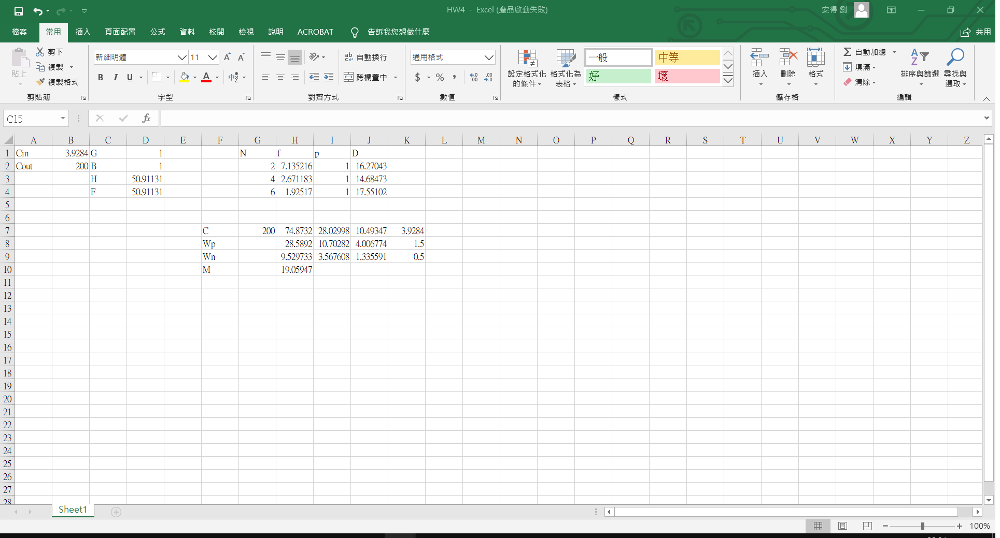 HW4 - Excel (產品啟動失敗)
安得 劉
檔案 常用 插入 頁面配置 公式 資料 校閱 檢視 說明 ACROBAT 告訴我您想做什麼 共用
貼上 剪下 複製 複製格式 剪貼簿
新細明體 11 B I U A 字型
自動換行 跨欄置中 對齊方式
通用格式 $ % , 數值
設定格式化的條件 格式化為表格 一般 中等 好 壞 樣式
插入 刪除 格式 儲存格
自動加總 填滿 清除 排序與篩選 尋找與選取 編輯
C15 fx
A B C D E F G H I J K L M N O P Q R S T U V W X Y Z
1 Cin 3.9284 G 1 N f p D
2 Cout 200 B 1 2 7.135216 1 16.27043
3 H 50.91131 4 2.671183 1 14.68473
4 F 50.91131 6 1.92517 1 17.55102
5
6
7 C 200 74.8732 28.02998 10.49347 3.9284
8 Wp 28.5892 10.70282 4.006774 1.5
9 Wn 9.529733 3.567608 1.335591 0.5
10 M 19.05947
11
12
13
14
15
16
17
18
19
20
21
22
23
24
25
26
27
28
Sheet1
100%